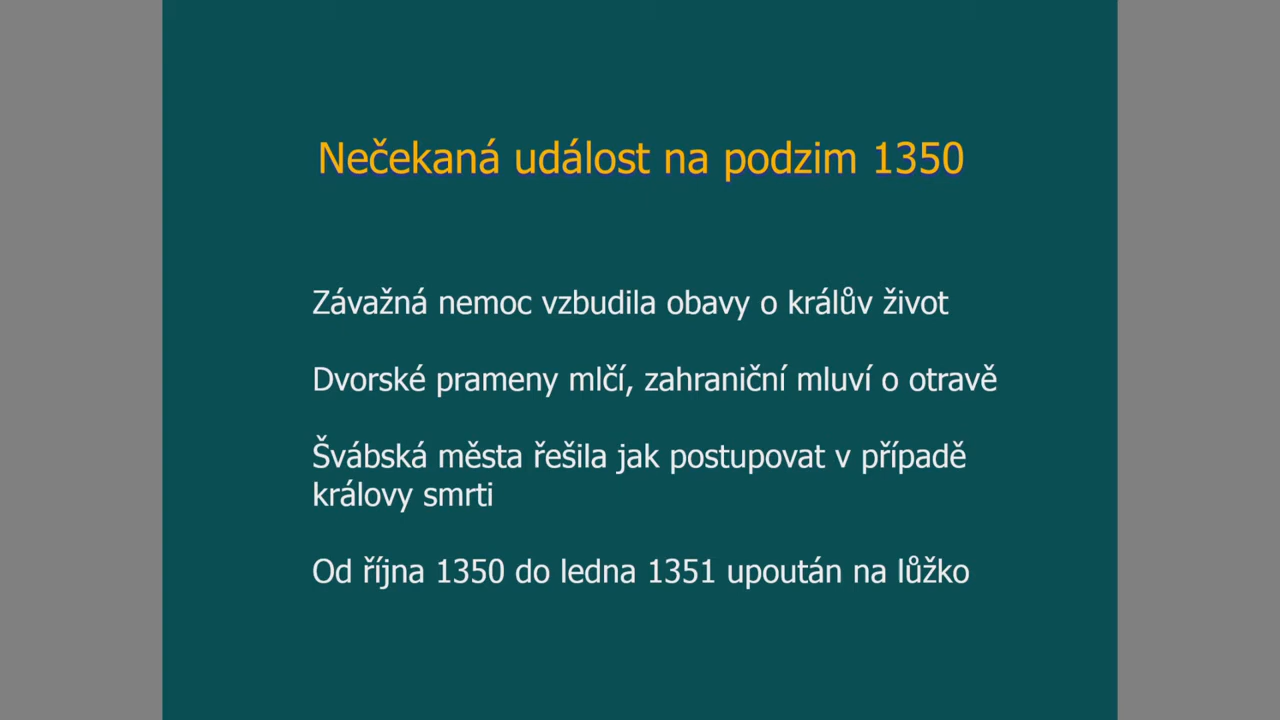 Nečekaná událost na podzim 1350
Závažná nemoc vzbudila obavy o králův život
Dvorské prameny mlčí, zahraniční mluví o otravě
Švábská města řešila jak postupovat v případě
královy smrti
Od října 1350 do ledna 1351 upoután na lůžko